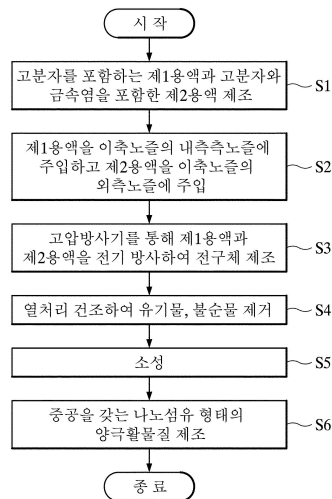 시 작
고분자를 포함하는 제1용액과 고분자와
금속염을 포함한 제2용액 제조
S1
제1용액을 이축노즐의 내측측노즐에
주입하고 제2용액을 이축노즐의
외측노즐에 주입
S2
고압방사기를 통해 제1용액과
제2용액을 전기 방사하여 전구체 제조
S3
열처리 건조하여 유기물, 불순물 제거
S4
소성
S5
중공을 갖는 나노섬유 형태의
양극활물질 제조
S6
종 료